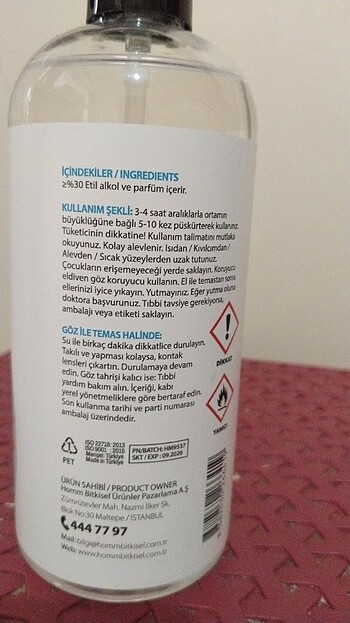 İÇİNDEKİLER / INGREDIENTS
≥%30 Etil alkol ve parfüm içerir.
KULLANIM ŞEKLİ: 3-4 saat aralıklarla ortamın
büyüklüğüne bağlı 5-10 kez püskürterek kullanınız.
Tüketicinin dikkatine! Kullanım talimatını mutlaka
okuyunuz. Kolay alevlenir. Isıdan / Kıvılcımdan /
Alevden / Sıcak yüzeylerden uzak tutunuz.
Çocukların erişemeyeceği yerde saklayın. Koruyucu
eldiven göz koruyucu kullanın. El ile temastan sonra
ellerinizi iyice yıkayın. Yutmayınız. Eğer yutma olursa
doktora başvurunuz. Tıbbi tavsiye gerekiyorsa,
ambalajı veya etiketi saklayın.
GÖZ İLE TEMAS HALİNDE:
Su ile birkaç dakika dikkatlice durulayın.
Takılı ve yapması kolaysa, kontak
lensleri çıkartın. Durulamaya devam
edin. Göz tahrişi kalıcı ise: Tıbbi
yardım bakım alın. İçeriği, kabı
yerel yönetmeliklere göre bertaraf edin.
Son kullanma tarihi ve parti numarası
ambalaj üzerindedir.
DİKKAT
YANICI
PET
ISO 22716: 2013
ISO 9001 : 2015
Menşei: Türkiye
Made in Türkiye
PN/BATCH: HM9537
SKT / EXP : 09.2026
ÜRÜN SAHİBİ / PRODUCT OWNER
Homm Bitkisel Ürünler Pazarlama A.Ş
Zümrütevler Mah. Nazmi İlker Sk.
Blok No:30 Maltepe / İSTANBUL
444 77 97
Mail: bilgi@hommbitkisel.com.tr
Web: www.hommbitkisel.com.tr